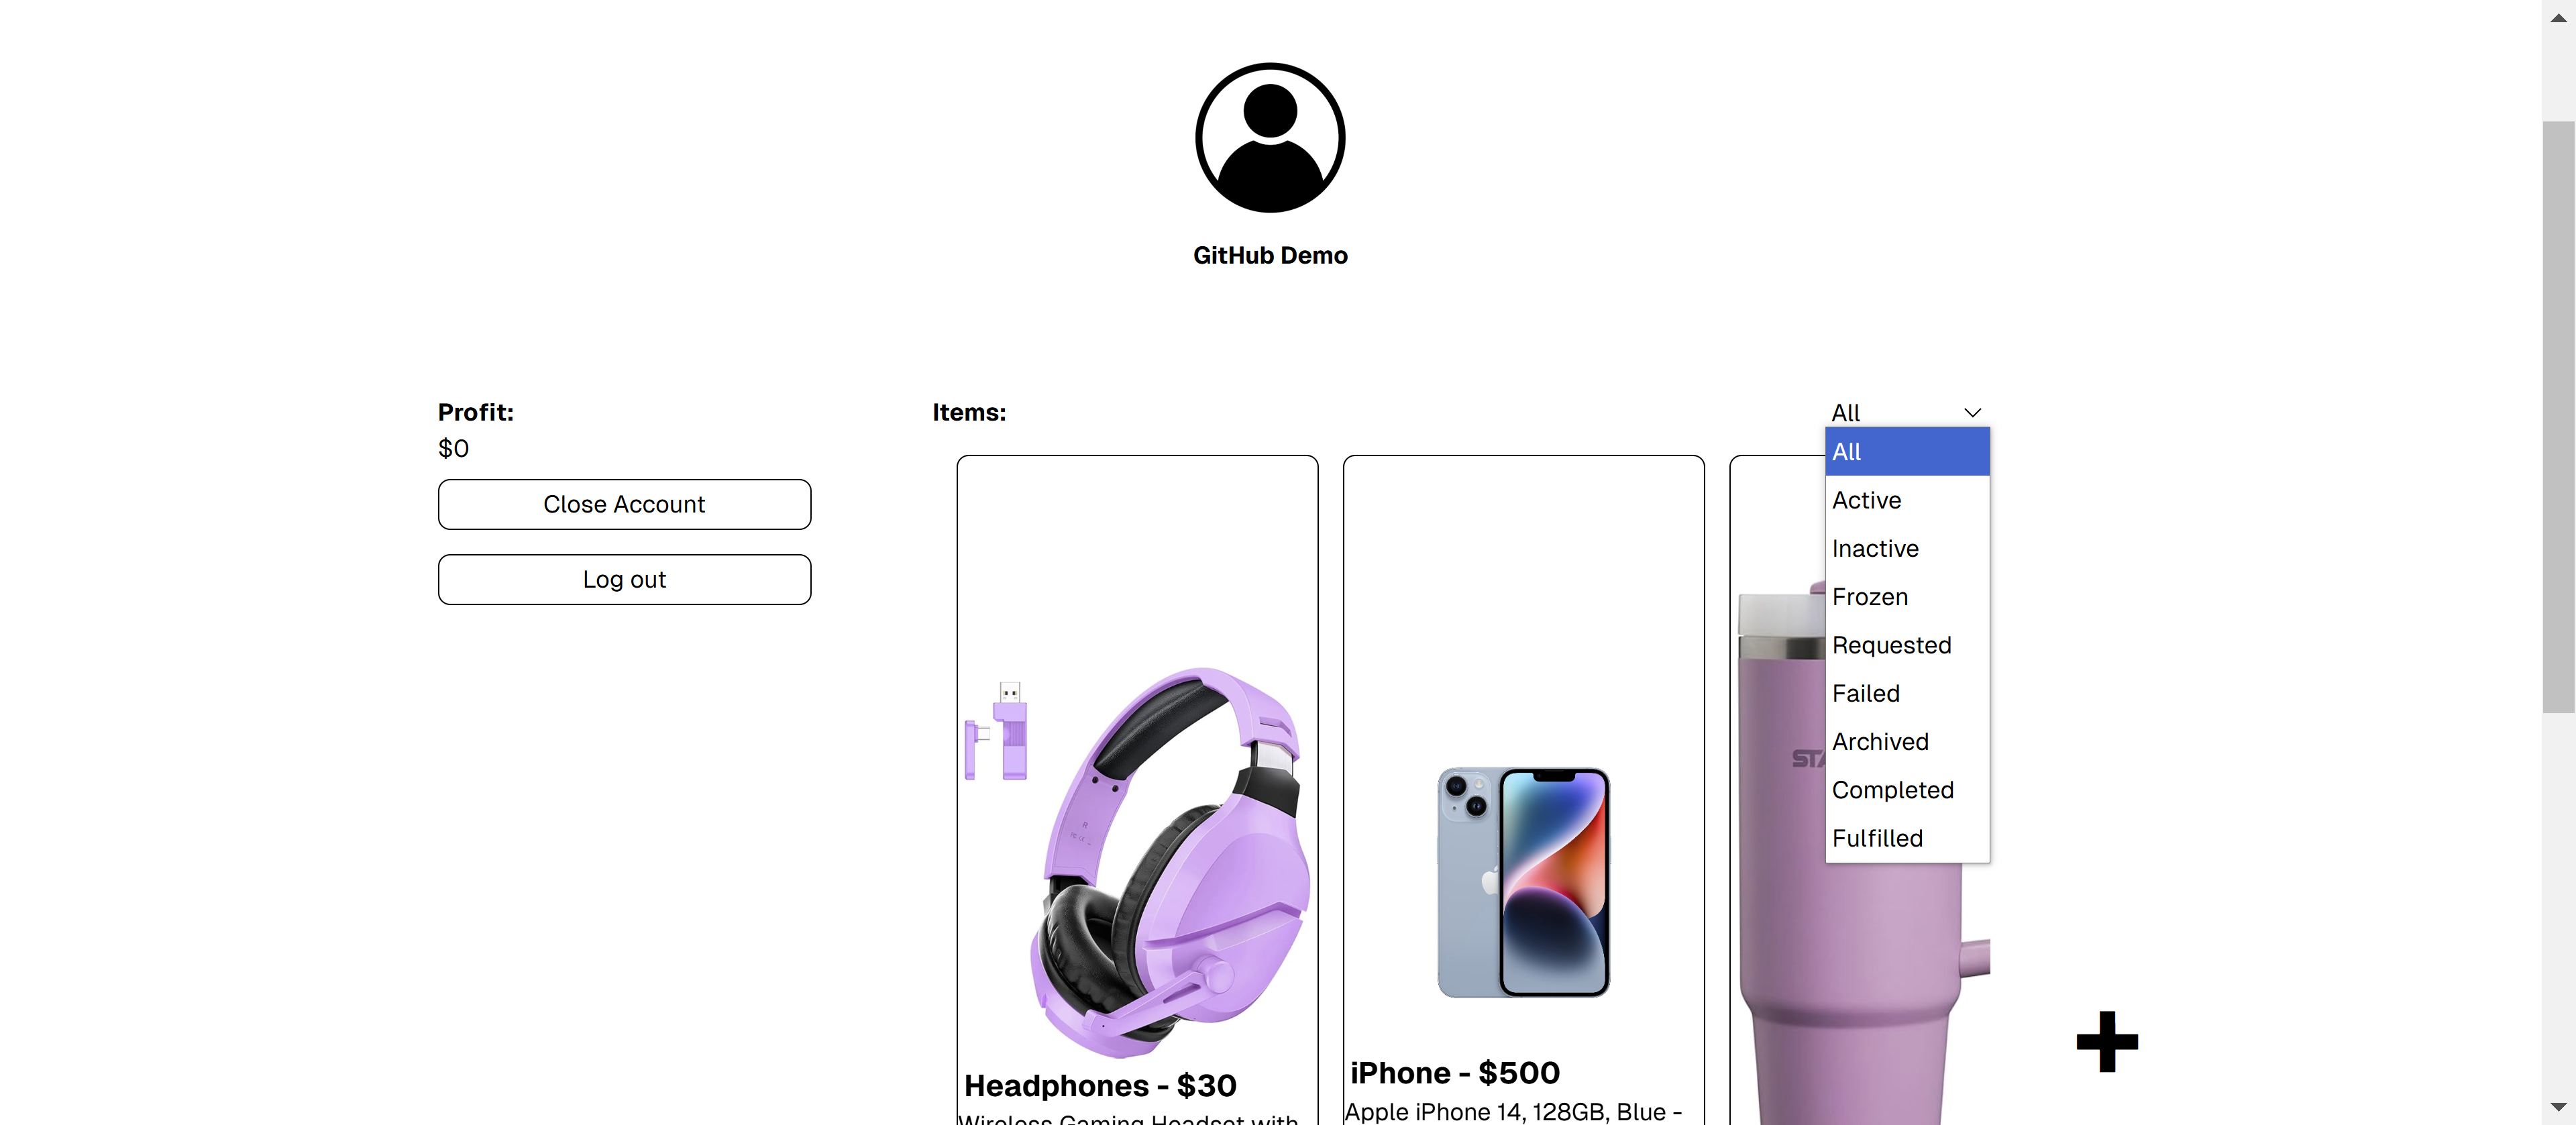 GitHub Demo
Profit:
$0
Close Account
Log out
Items:
All
All
Active
Inactive
Frozen
Requested
Failed
Archived
Completed
Fulfilled
Headphones - $30
Wireless Gaming Headset with
iPhone - $500
Apple iPhone 14, 128GB, Blue -